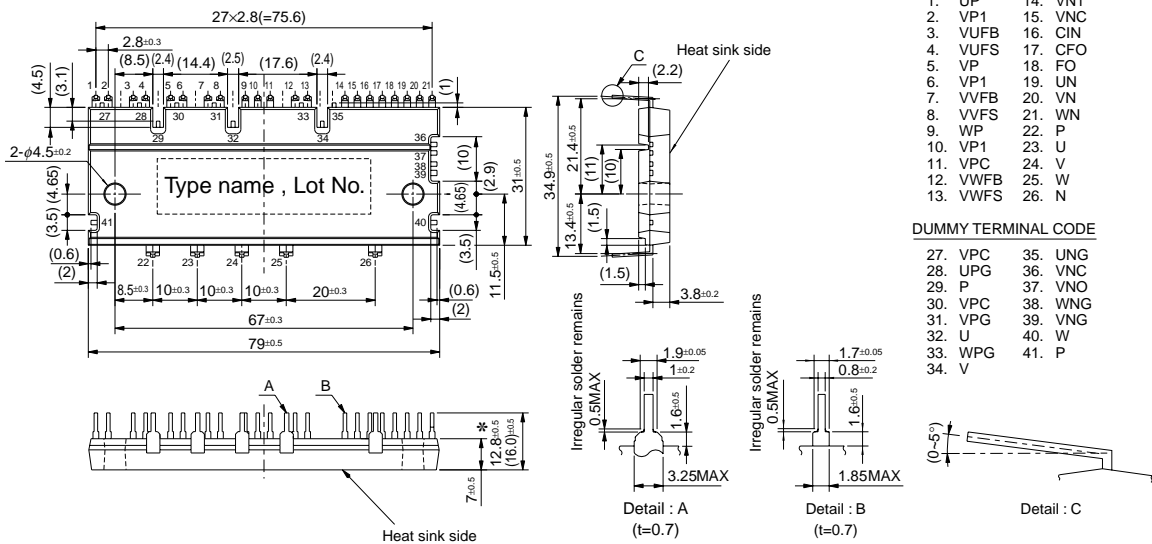 27×2.8(=75.6)
2.8±0.3
(8.5) (2.4) (14.4) (2.5) (17.6) (2.4)
(4.5)
(3.1)
(1)
1 2 3 4 5 6 7 8 9 10 11 12 13 14 15 16 17 18 19 20 21
27 28 30 31 33 35
29 32 34
36
37
38
39
2-φ4.5±0.2
Type name , Lot No.
(4.65)
(3.5)
41
40
(10)
(2.9)
(4.65)
(3.5)
31±0.5
11.5±0.5
(0.6)
(2)
22 23 24 25 26
8.5±0.3 10±0.3 10±0.3 10±0.3 20±0.3
(0.6)
(2)
67±0.3
79±0.5
C
Heat sink side
(2.2)
34.9±0.5
21.4±0.5
(11)
(10)
13.4±0.5
(1.5)
(1.5)
3.8±0.2
A
B
*
12.8±0.5
(16.0)±0.5
7±0.5
Heat sink side
Irregular solder remains
0.5MAX
1.9±0.05
1±0.2
1.6±0.5
3.25MAX
Detail : A
(t=0.7)
Irregular solder remains
0.5MAX
1.7±0.05
0.8±0.2
1.6±0.5
1.85MAX
Detail : B
(t=0.7)
(0~5°)
Detail : C
1. UP 14. VN1
2. VP1 15. VNC
3. VUFB 16. CIN
4. VUFS 17. CFO
5. VP 18. FO
6. VP1 19. UN
7. VVFB 20. VN
8. VVFS 21. WN
9. WP 22. P
10. VP1 23. U
11. VPC 24. V
12. VWFB 25. W
13. VWFS 26. N
DUMMY TERMINAL CODE
27. VPC 35. UNG
28. UPG 36. VNC
29. P 37. VNO
30. VPC 38. WNG
31. VPG 39. VNG
32. U 40. W
33. WPG 41. P
34. V